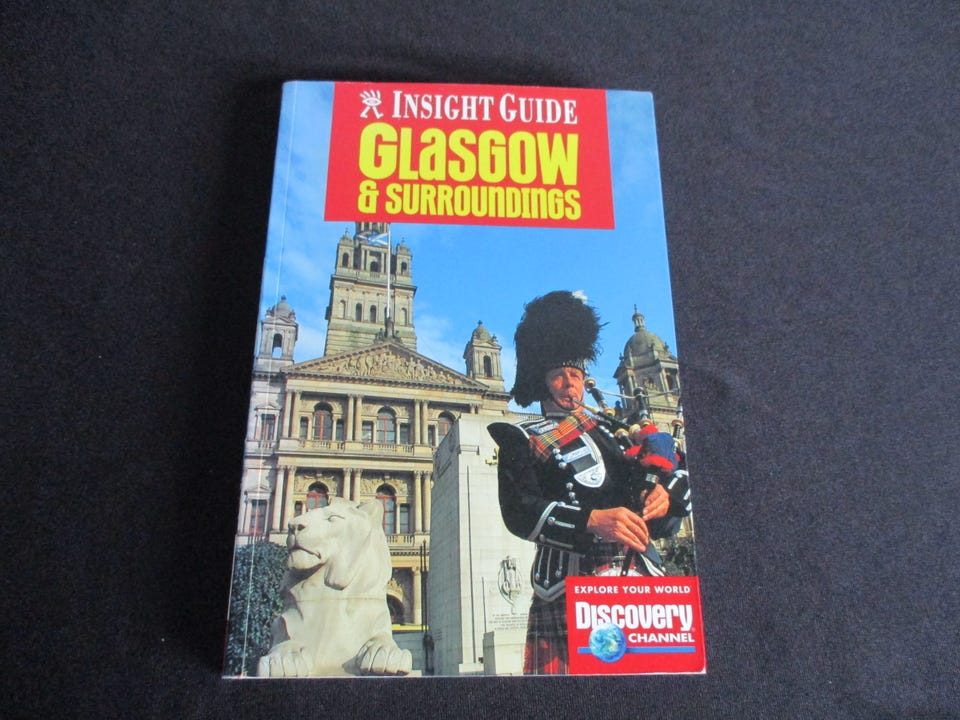 INSIGHT GUIDE
GLASGOW
& SURROUNDINGS
EXPLORE YOUR WORLD
DISCOVERY
CHANNEL